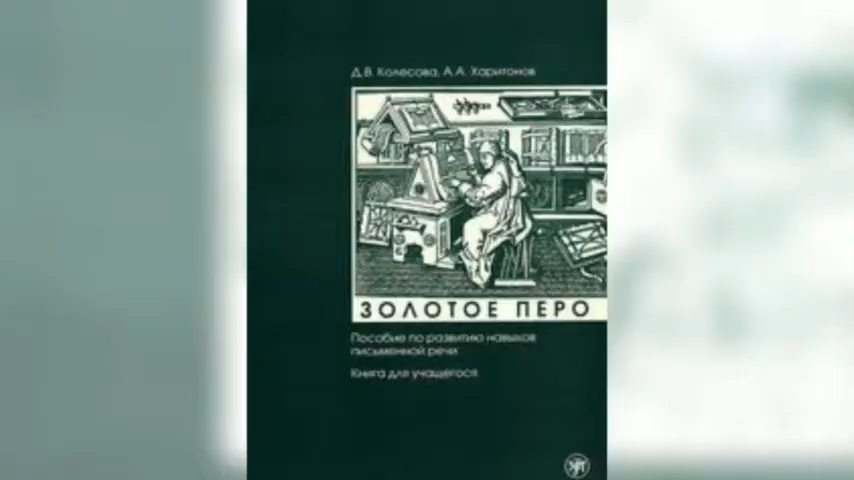 Д.В. Колесова, А.А. Харитонов
ЗОЛОТОЕ ПЕРО
Пособие по развитию навыков
письменной речи
Книга для учащегося